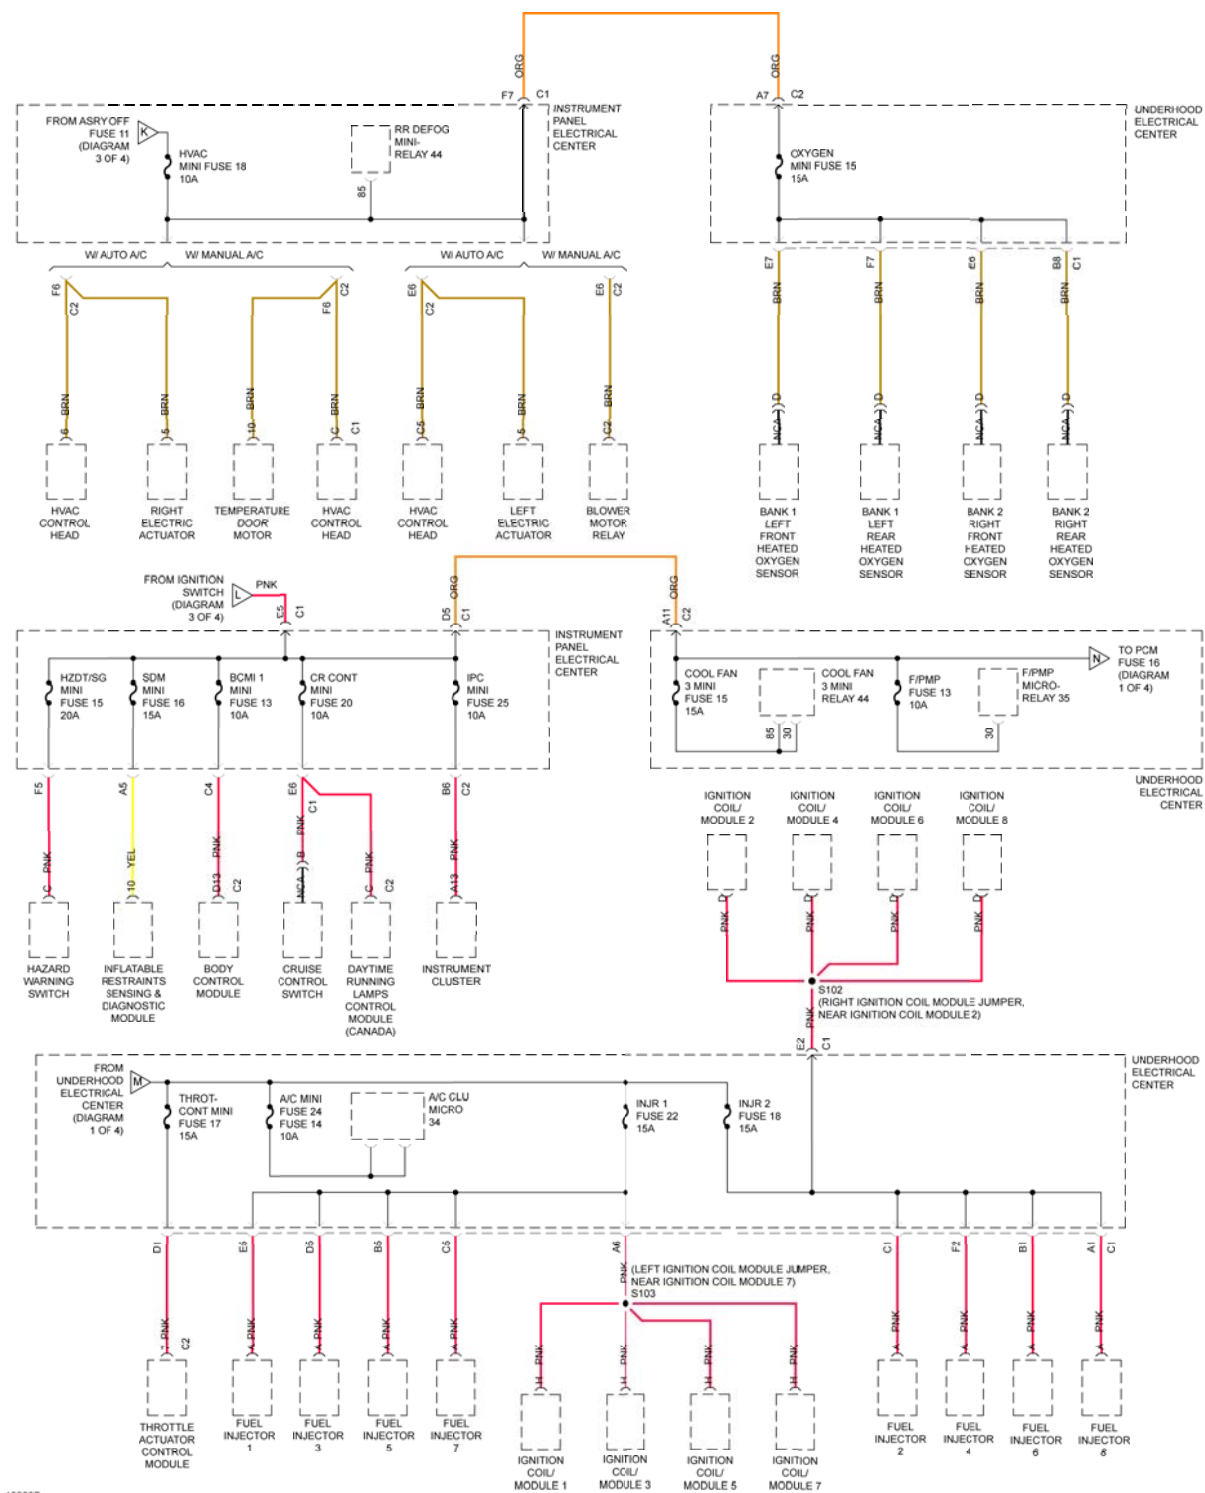 ORG
ORG
F7
C1
A7
C2
INSTRUMENT
PANEL
ELECTRICAL
CENTER
UNDERHOOD
ELECTRICAL
CENTER
FROM ASRY OFF
FUSE 11
(DIAGRAM
3 OF 4)
K
HVAC
MINI FUSE 18
10A
RR DEFOG
MINI-
RELAY 44
85
OXYGEN
MINI FUSE 15
15A
W/ AUTO A/C
W/ MANUAL A/C
W/ AUTO A/C
W/ MANUAL A/C
F6
C2
F6
C2
E6
C2
E6
C2
E7
F7
E6
B8
C1
BRN
BRN
BRN
BRN
BRN
BRN
BRN
BRN
BRN
BRN
BRN
6
5
10
C
C1
C5
5
C2
D
D
D
D
NCA
NCA
NCA
NCA
HVAC
CONTROL
HEAD
RIGHT
ELECTRIC
ACTUATOR
TEMPERATURE
DOOR
MOTOR
HVAC
CONTROL
HEAD
HVAC
CONTROL
HEAD
LEFT
ELECTRIC
ACTUATOR
BLOWER
MOTOR
RELAY
BANK 1
LEFT
FRONT
HEATED
OXYGEN
SENSOR
BANK 1
LEFT
REAR
HEATED
OXYGEN
SENSOR
BANK 2
RIGHT
FRONT
HEATED
OXYGEN
SENSOR
BANK 2
RIGHT
REAR
HEATED
OXYGEN
SENSOR
FROM IGNITION
SWITCH
(DIAGRAM
3 OF 4)
L
PNK
E5
C1
ORG
D5
C1
ORG
A11
C2
INSTRUMENT
PANEL
ELECTRICAL
CENTER
HZDT/SG
MINI
FUSE 15
20A
SDM
MINI
FUSE 16
15A
BCMI 1
MINI
FUSE 13
10A
CR CONT
MINI
FUSE 20
10A
IPC
MINI
FUSE 25
10A
COOL FAN
3 MINI
FUSE 15
15A
COOL FAN
3 MINI
RELAY 44
85
30
F/PMP
FUSE 13
10A
F/PMP
MICRO-
RELAY 35
30
N
TO PCM
FUSE 16
(DIAGRAM
1 OF 4)
UNDERHOOD
ELECTRICAL
CENTER
F5
A5
C4
E6
C1
B6
C2
PNK
YEL
PNK
PNK
PNK
PNK
C
10
D13
C2
B
NCA
C
C2
A13
HAZARD
WARNING
SWITCH
INFLATABLE
RESTRAINTS
SENSING &
DIAGNOSTIC
MODULE
BODY
CONTROL
MODULE
CRUISE
CONTROL
SWITCH
DAYTIME
RUNNING
LAMPS
CONTROL
MODULE
(CANADA)
INSTRUMENT
CLUSTER
IGNITION
COIL/
MODULE 2
IGNITION
COIL/
MODULE 4
IGNITION
COIL/
MODULE 6
IGNITION
COIL/
MODULE 8
D
D
D
D
PNK
PNK
PNK
PNK
S102
(RIGHT IGNITION COIL MODULE JUMPER,
NEAR IGNITION COIL MODULE 2)
PNK
E2
C1
UNDERHOOD
ELECTRICAL
CENTER
FROM
UNDERHOOD
ELECTRICAL
CENTER
(DIAGRAM
1 OF 4)
M
THROT-
CONT MINI
FUSE 17
15A
A/C MINI
FUSE 24
FUSE 14
10A
A/C CLU
MICRO
34
INJR 1
FUSE 22
15A
INJR 2
FUSE 18
15A
D1
E5
D5
B5
C5
A6
C1
F2
B1
A1
C1
(LEFT IGNITION COIL MODULE JUMPER,
NEAR IGNITION COIL MODULE 7)
S103
PNK
PNK
PNK
PNK
PNK
PNK
PNK
PNK
PNK
PNK
PNK
PNK
PNK
PNK
7
C2
A
A
A
A
H
H
H
H
A
A
A
A
THROTTLE
ACTUATOR
CONTROL
MODULE
FUEL
INJECTOR
1
FUEL
INJECTOR
3
FUEL
INJECTOR
5
FUEL
INJECTOR
7
IGNITION
COIL/
MODULE 1
IGNITION
COIL/
MODULE 3
IGNITION
COIL/
MODULE 5
IGNITION
COIL/
MODULE 7
FUEL
INJECTOR
2
FUEL
INJECTOR
4
FUEL
INJECTOR
6
FUEL
INJECTOR
8